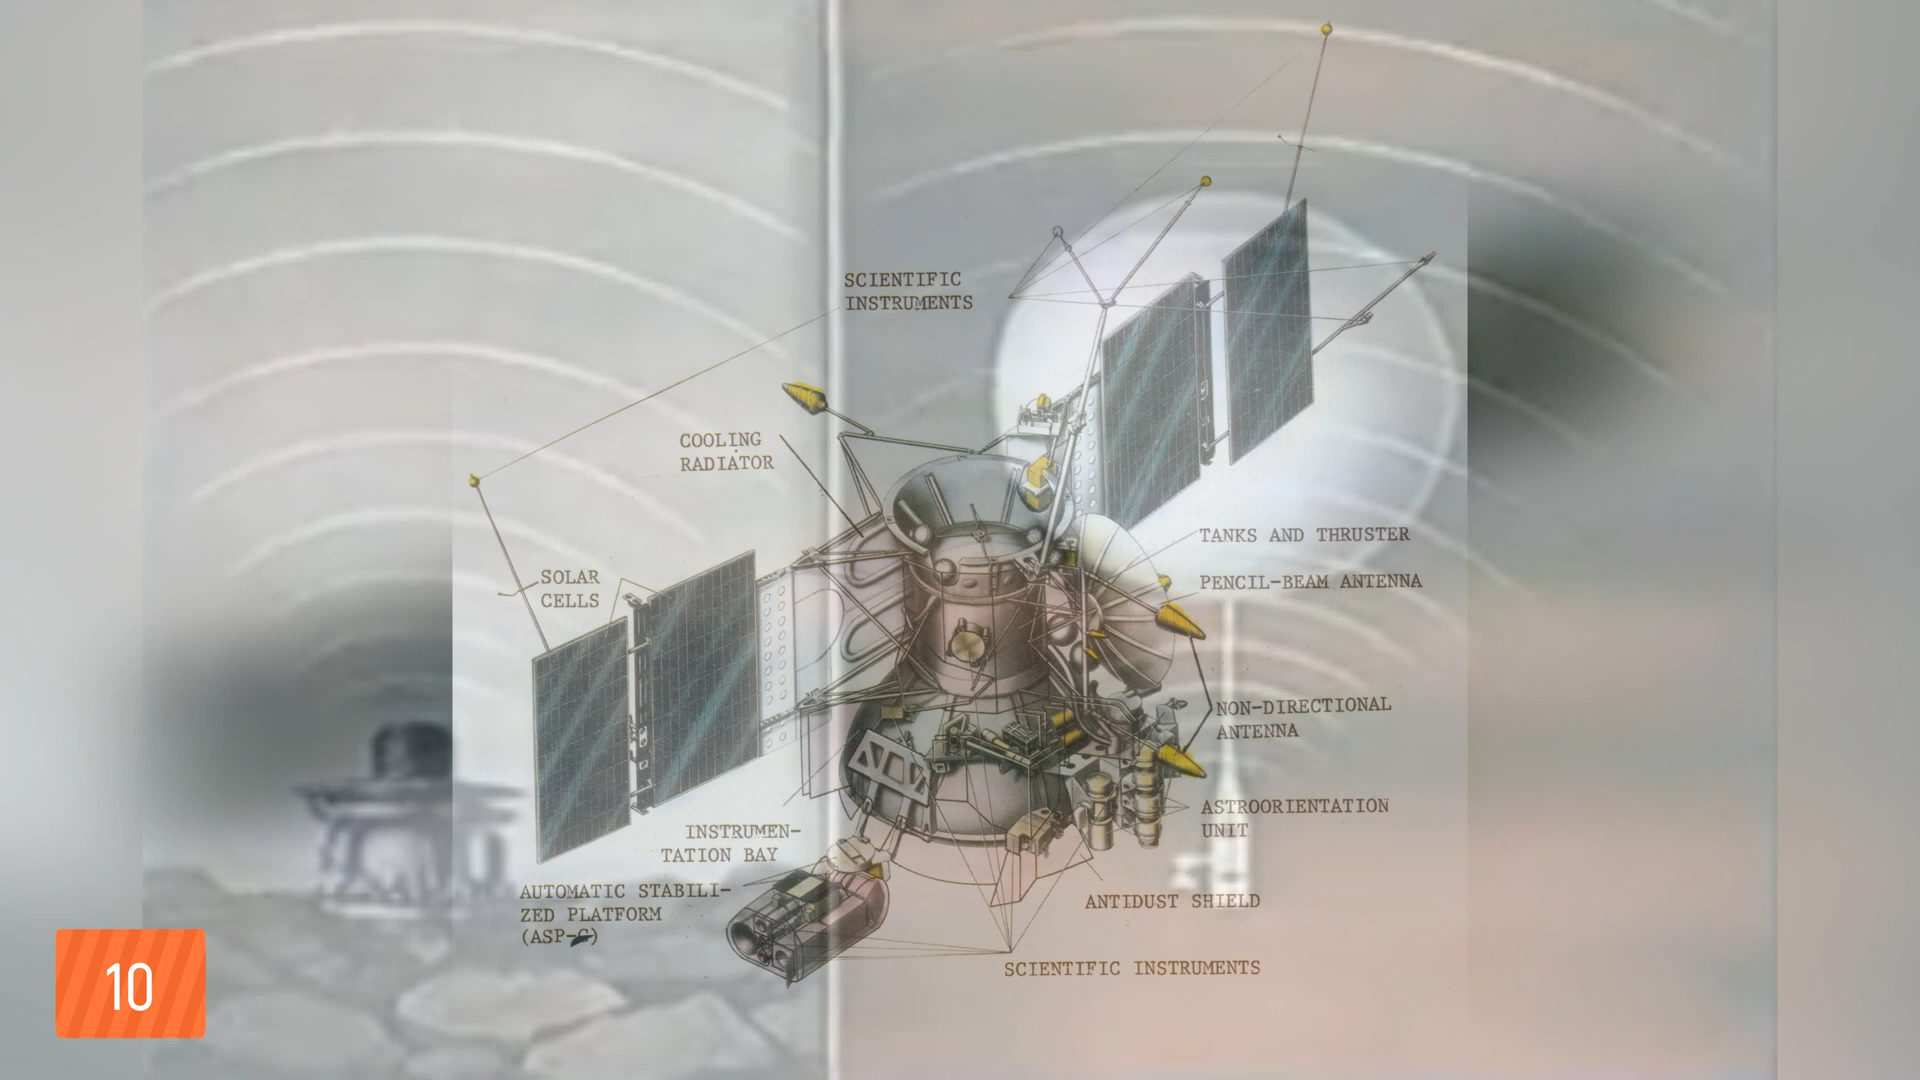 SCIENTIFIC
INSTRUMENTS
COOLING
RADIATOR
SOLAR
CELLS
TANKS AND THRUSTER
PENCIL-BEAM ANTENNA
NON-DIRECTIONAL
ANTENNA
ASTROORIENTATION
UNIT
INSTRUMEN-
TATION BAY
AUTOMATIC STABILI-
ZED PLATFORM
(ASP-G)
ANTIDUST SHIELD
SCIENTIFIC INSTRUMENTS
10